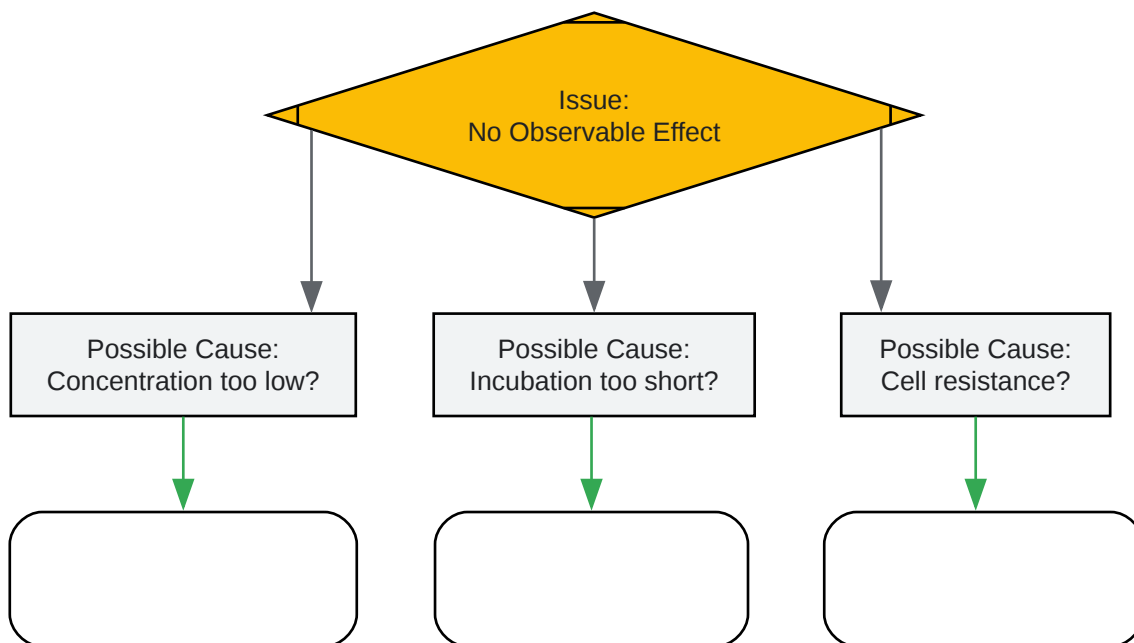 Issue:
No Observable Effect
Possible Cause:
Concentration too low?
Possible Cause:
Incubation too short?
Possible Cause:
Cell resistance?